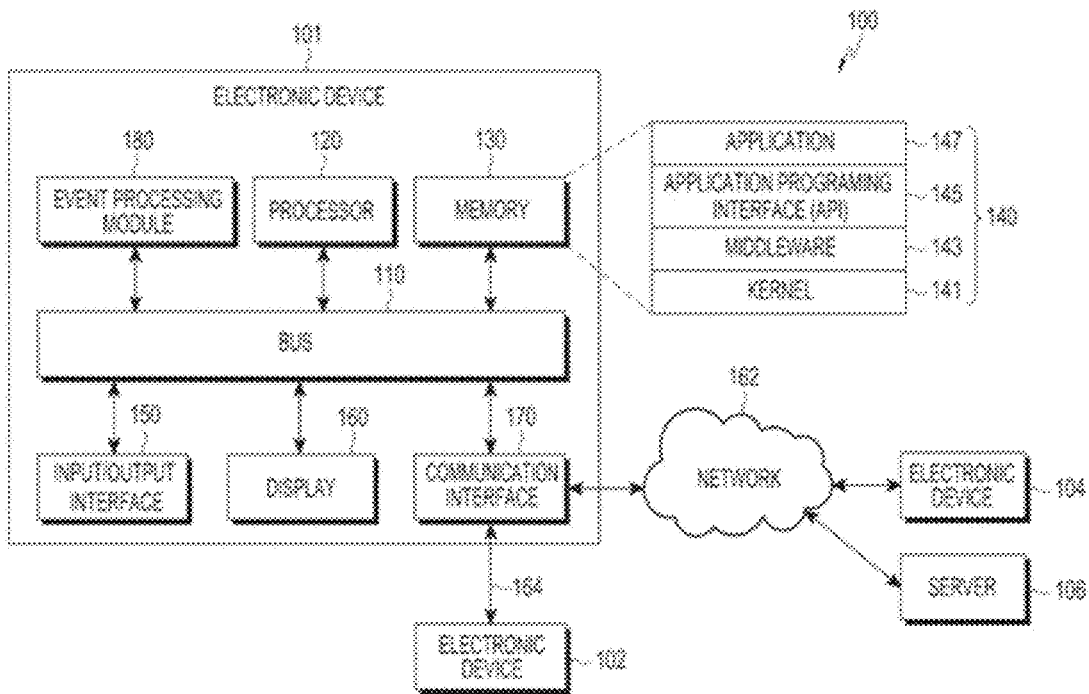 100
101
ELECTRONIC DEVICE
180
120
130
EVENT PROCESSING
MODULE
PROCESSOR
MEMORY
APPLICATION
147
APPLICATION PROGRAMING
INTERFACE (API)
145
140
MIDDLEWARE
143
KERNEL
141
110
BUS
150
160
170
INPUT/OUTPUT
INTERFACE
DISPLAY
COMMUNICATION
INTERFACE
162
NETWORK
ELECTRONIC
DEVICE
104
SERVER
106
164
ELECTRONIC
DEVICE
102